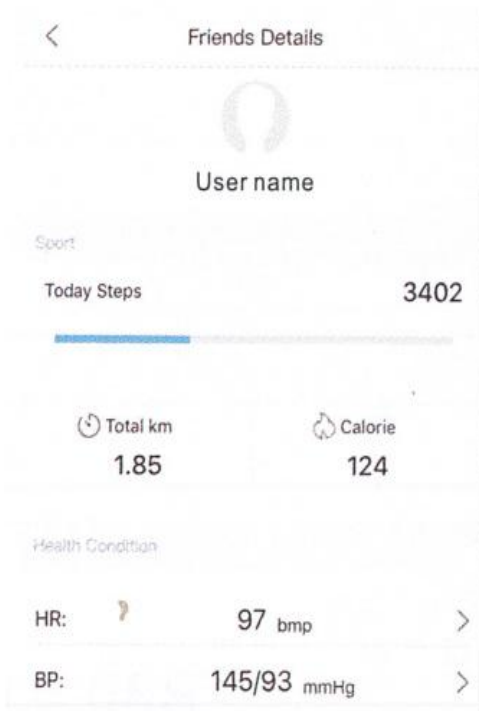 Friends Details
User name
Sport
Today Steps 3402
Total km
Calorie
1.85
124
Health Condition
HR: 97 bmp
BP: 145/93 mmHg